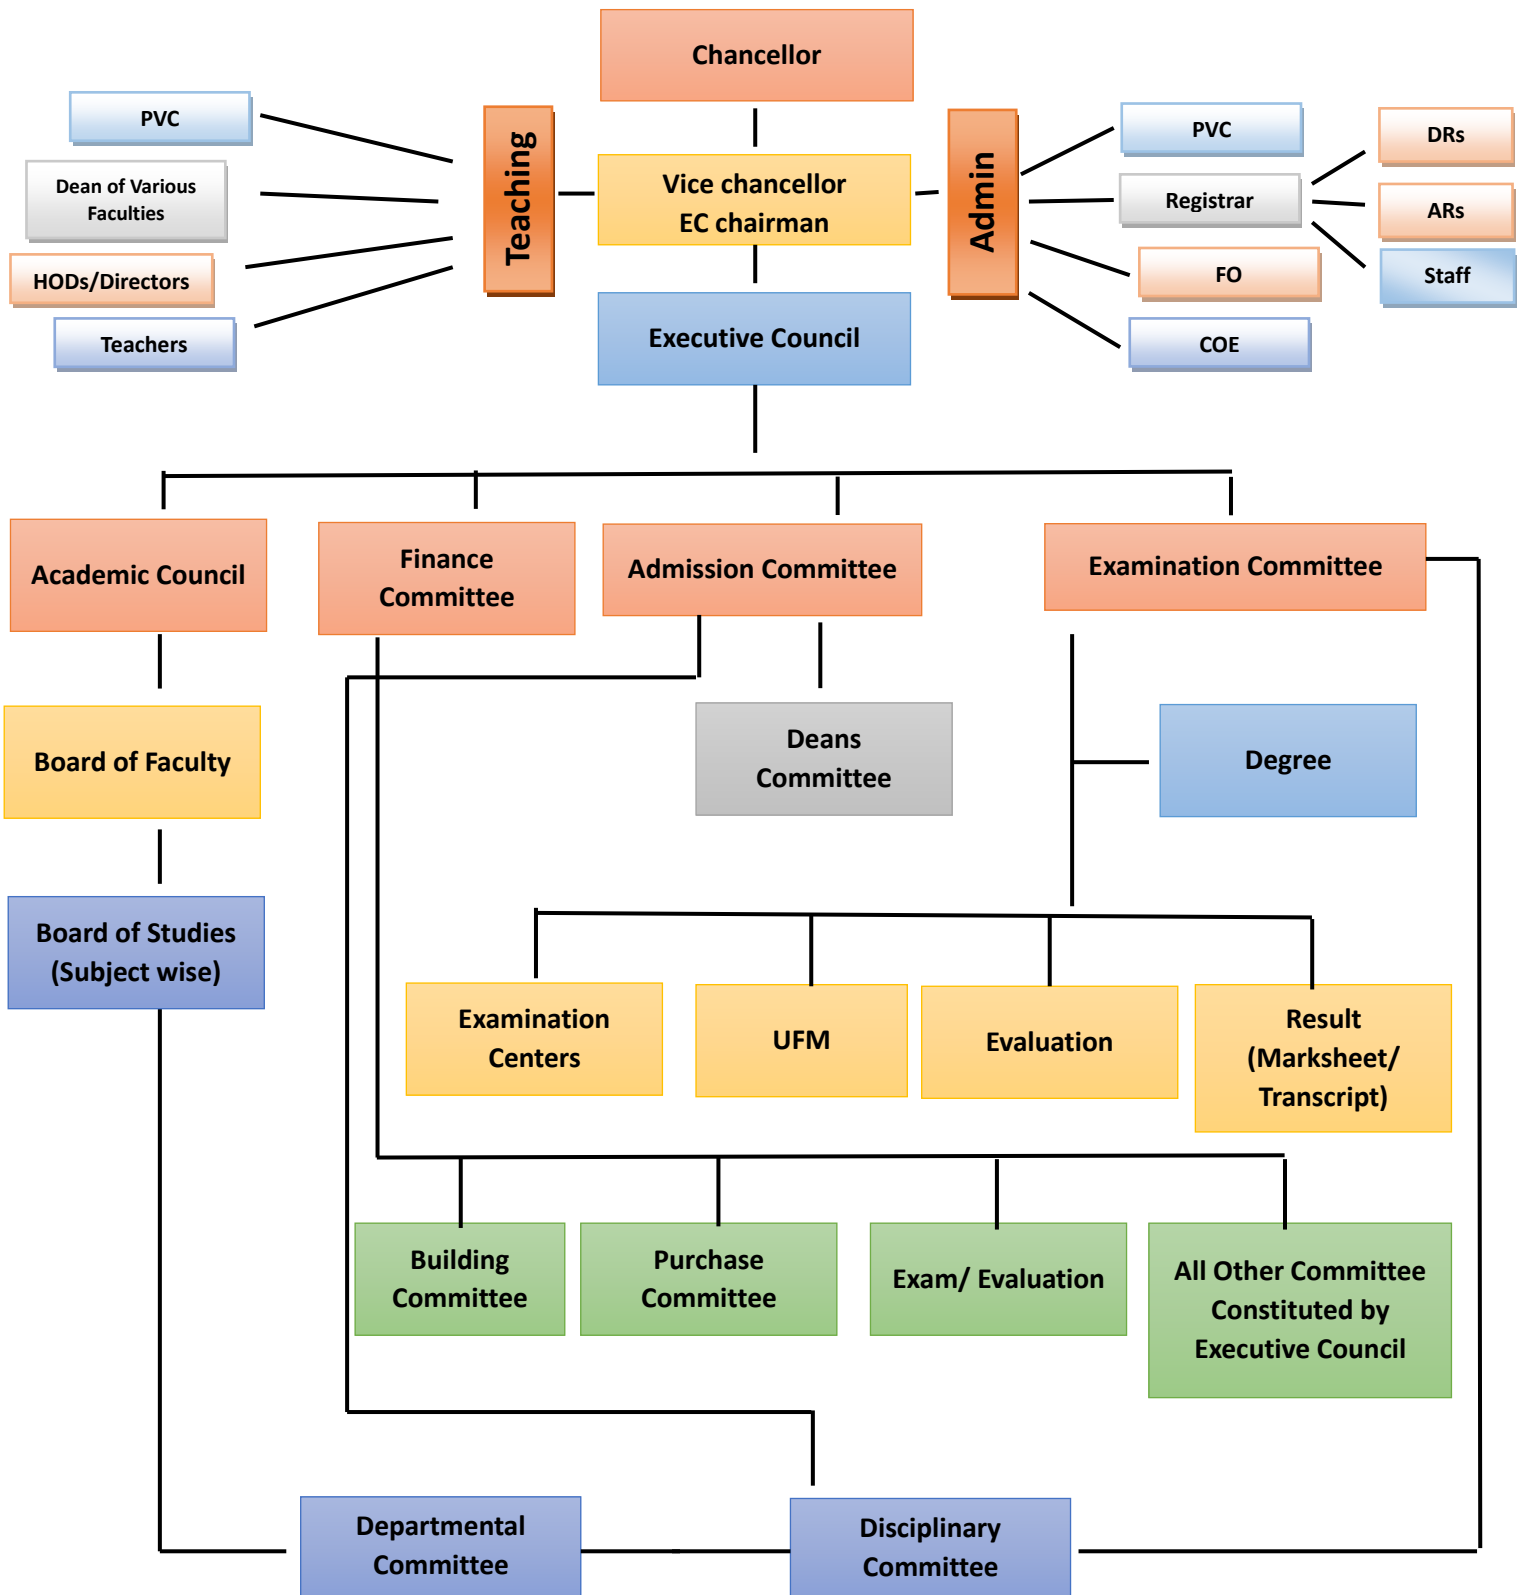 Chancellor
PVC
Dean of Various
Faculties
HODs/Directors
Teachers
Teaching
Vice chancellor
EC chairman
Admin
PVC
Registrar
FO
COE
DRs
ARs
Staff
Executive Council
Academic Council
Finance
Committee
Admission Committee
Examination Committee
Board of Faculty
Deans
Committee
Degree
Board of Studies
(Subject wise)
Examination
Centers
UFM
Evaluation
Result
(Marksheet/
Transcript)
Building
Committee
Purchase
Committee
Exam/ Evaluation
All Other Committee
Constituted by
Executive Council
Departmental
Committee
Disciplinary
Committee